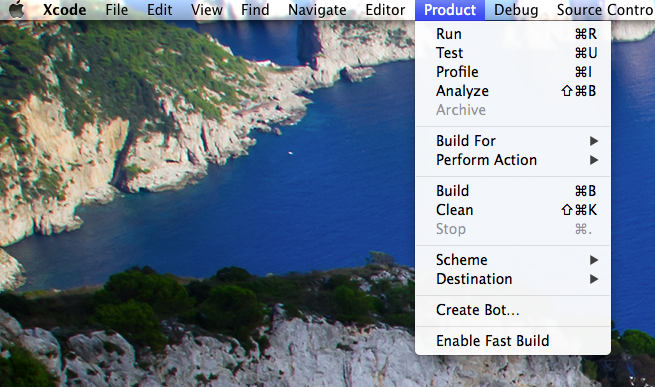 Xcode File Edit View Find Navigate Editor Product Debug Source Contro
Run ⌘R
Test ⌘U
Profile ⌘I
Analyze ⇧⌘B
Archive
Build For ▶
Perform Action ▶
Build ⌘B
Clean ⇧⌘K
Stop ⌘.
Scheme ▶
Destination ▶
Create Bot...
Enable Fast Build